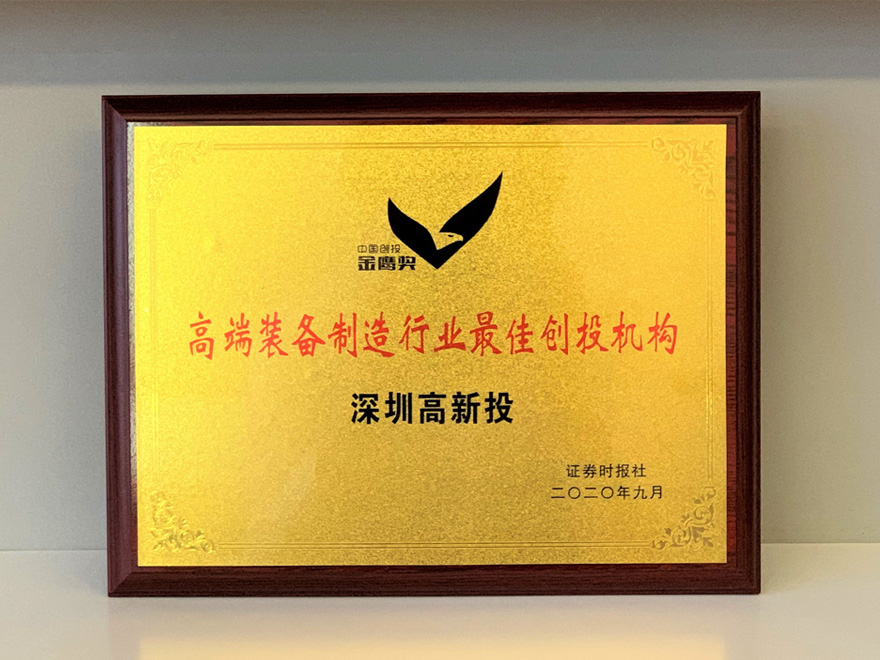 中国创投
金鹰奖
高端装备制造行业最佳创投机构
深圳高新投
证券时报社
二〇二〇年九月